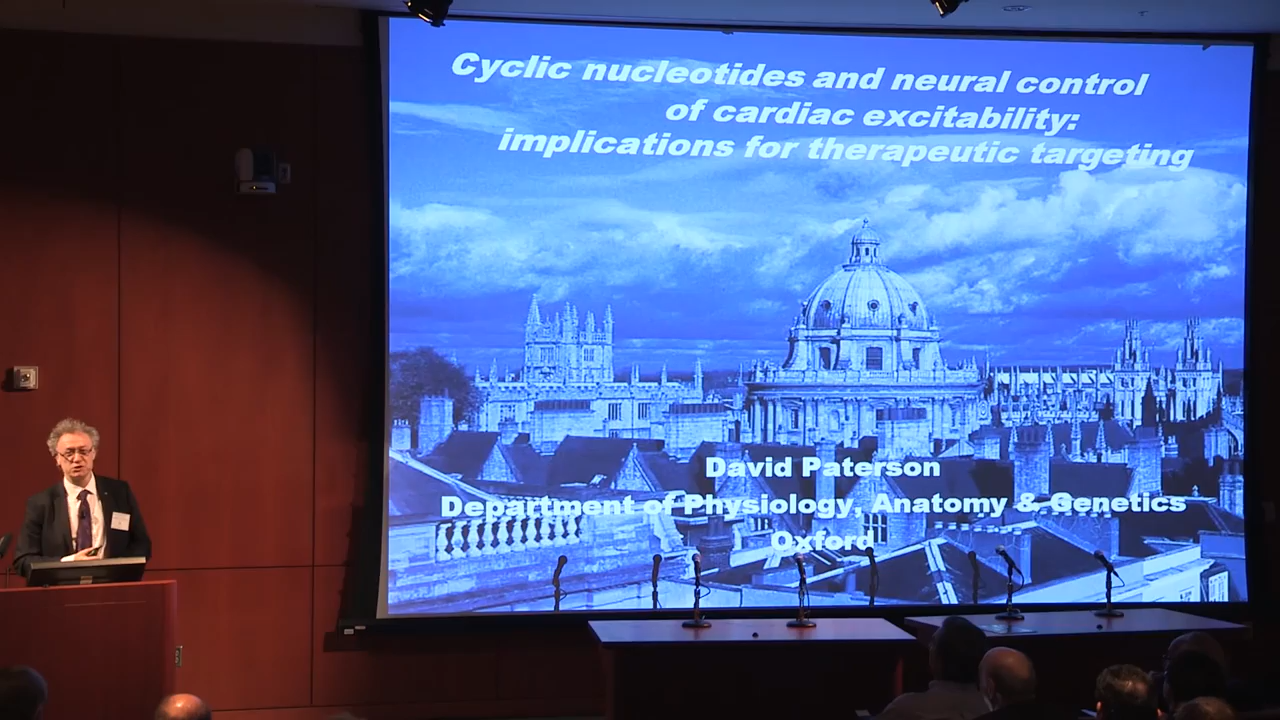 Cyclic nucleotides and neural control
of cardiac excitability:
implications for therapeutic targeting
David Paterson
Department of Physiology, Anatomy & Genetics
Oxford